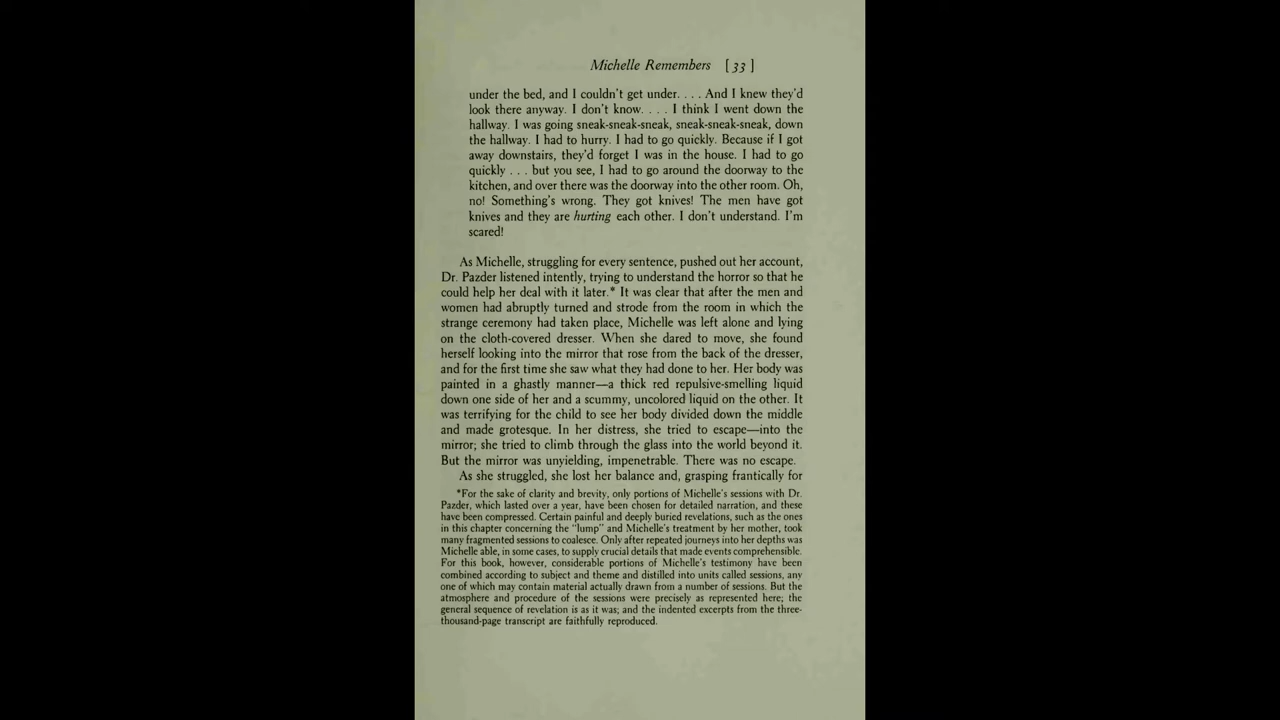 Michelle Remembers [33]
under the bed, and I couldn't get under. . . . And I knew they'd
look there anyway. I don't know. . . . I think I went down the
hallway. I was going sneak-sneak-sneak, sneak-sneak-sneak, down
the hallway. I had to hurry. I had to go quickly. Because if I got
away downstairs, they'd forget I was in the house. I had to go
quickly . . . but you see, I had to go around the doorway to the
kitchen, and over there was the doorway into the other room. Oh,
no! Something's wrong. They got knives! The men have got
knives and they are hurting each other. I don't understand. I'm
scared!
As Michelle, struggling for every sentence, pushed out her account,
Dr. Pazder listened intently, trying to understand the horror so that he
could help her deal with it later.* It was clear that after the men and
women had abruptly turned and strode from the room in which the
strange ceremony had taken place, Michelle was left alone and lying
on the cloth-covered dresser. When she dared to move, she found
herself looking into the mirror that rose from the back of the dresser,
and for the first time she saw what they had done to her. Her body was
painted in a ghastly manner—a thick red repulsive-smelling liquid
down one side of her and a scummy, uncolored liquid on the other. It
was terrifying for the child to see her body divided down the middle
and made grotesque. In her distress, she tried to escape—into the
mirror; she tried to climb through the glass into the world beyond it.
But the mirror was unyielding, impenetrable. There was no escape.
As she struggled, she lost her balance and, grasping frantically for
*For the sake of clarity and brevity, only portions of Michelle's sessions with Dr.
Pazder, which lasted over a year, have been chosen for detailed narration, and these
have been compressed. Certain painful and deeply buried revelations, such as the ones
in this chapter concerning the "lump" and Michelle's treatment by her mother, took
many fragmented sessions to coalesce. Only after repeated journeys into her depths was
Michelle able, in some cases, to supply crucial details that made events comprehensible.
For this book, however, considerable portions of Michelle's testimony have been
combined according to subject and theme and distilled into units called sessions, any
one of which may contain material actually drawn from a number of sessions. But the
atmosphere and procedure of the sessions were precisely as represented here; the
general sequence of revelation is as it was; and the indented excerpts from the three-
thousand-page transcript are faithfully reproduced.